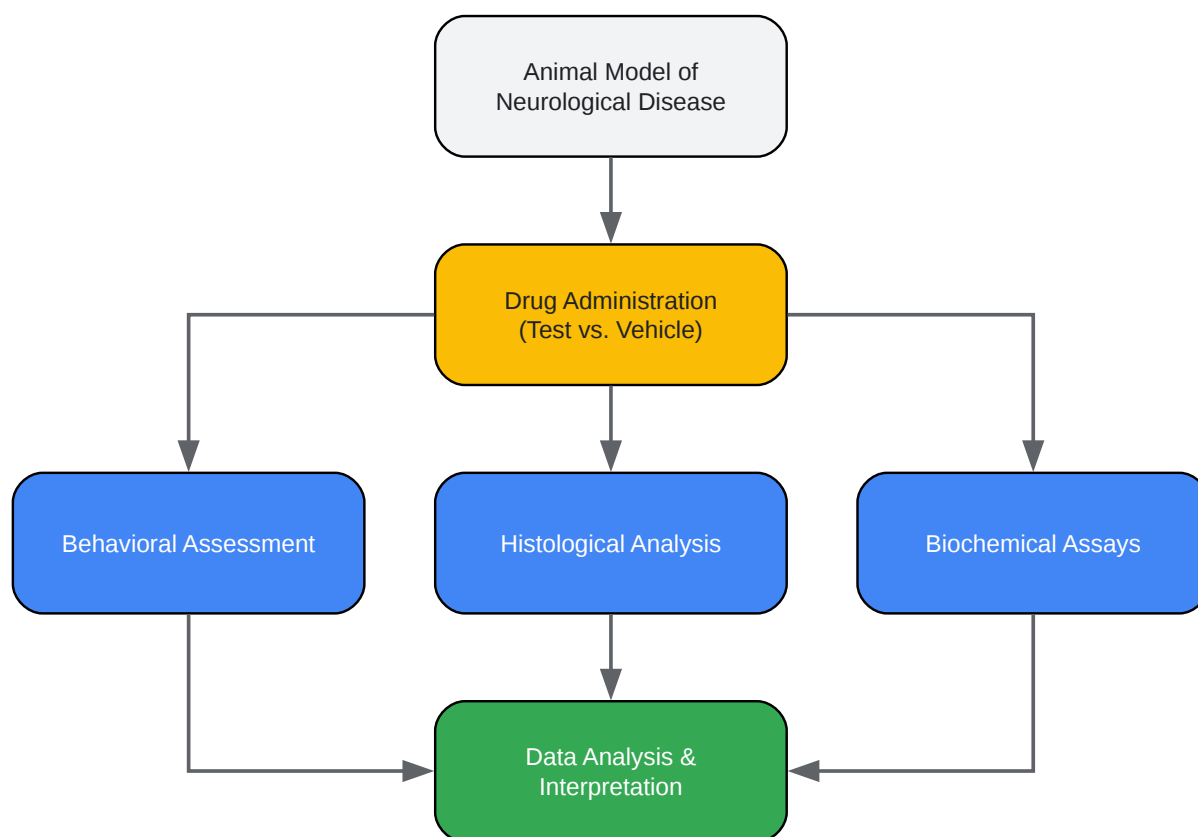 Animal Model of
Neurological Disease
Drug Administration
(Test vs. Vehicle)
Behavioral Assessment
Histological Analysis
Biochemical Assays
Data Analysis &
Interpretation